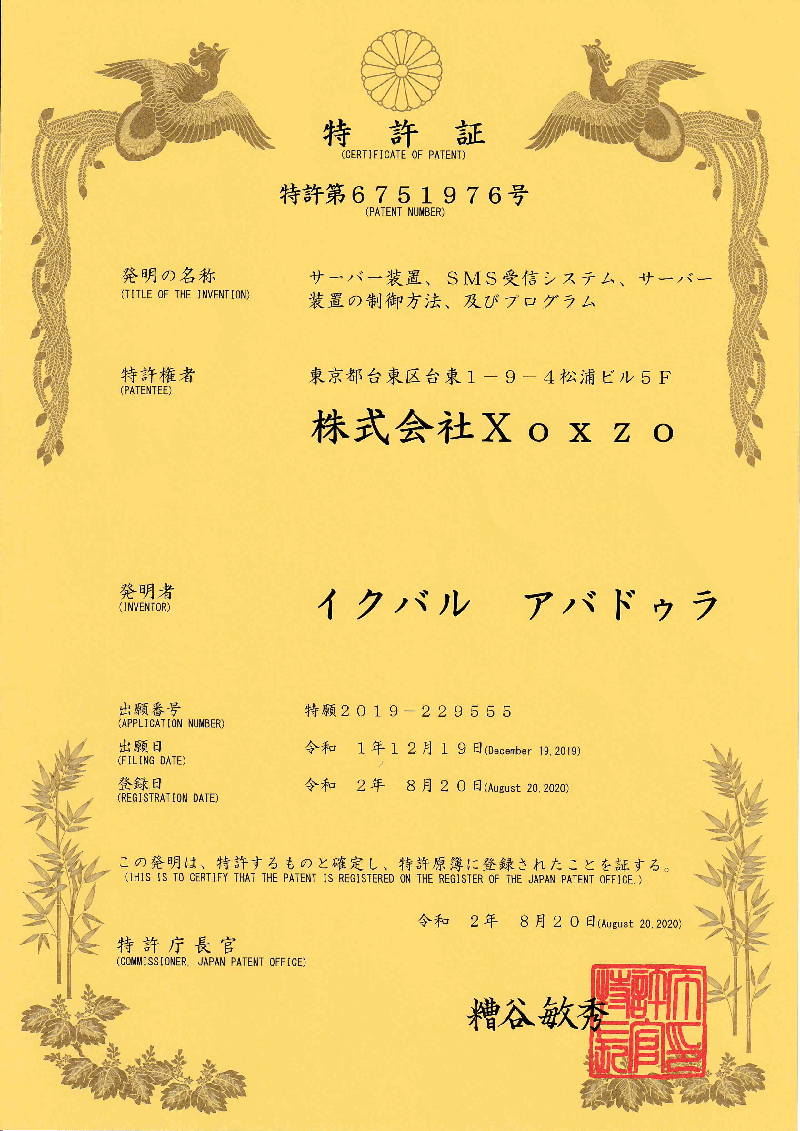 特許証
(CERTIFICATE OF PATENT)
特許第6751976号
(PATENT NUMBER)
発明の名称
(TITLE OF THE INVENTION)
サーバー装置、SMS受信システム、サーバー
装置の制御方法、及びプログラム
特許権者
(PATENTEE)
東京都台東区台東1-9-4松浦ビル5F
株式会社Xoxzo
発明者
(INVENTOR)
イクバル　アバドゥラ
出願番号
(APPLICATION NUMBER)
特願2019-229555
出願日
(FILING DATE)
令和　1年12月19日(December 19,2019)
登録日
(REGISTRATION DATE)
令和　2年　8月20日(August 20,2020)
この発明は、特許するものと確定し、特許原簿に登録されたことを証する。
(THIS IS TO CERTIFY THAT THE PATENT IS REGISTERED ON THE REGISTER OF THE JAPAN PATENT OFFICE.)
令和　2年　8月20日(August 20,2020)
特許庁長官
(COMMISSIONER, JAPAN PATENT OFFICE)
糟谷敏秀
特許庁長官之印